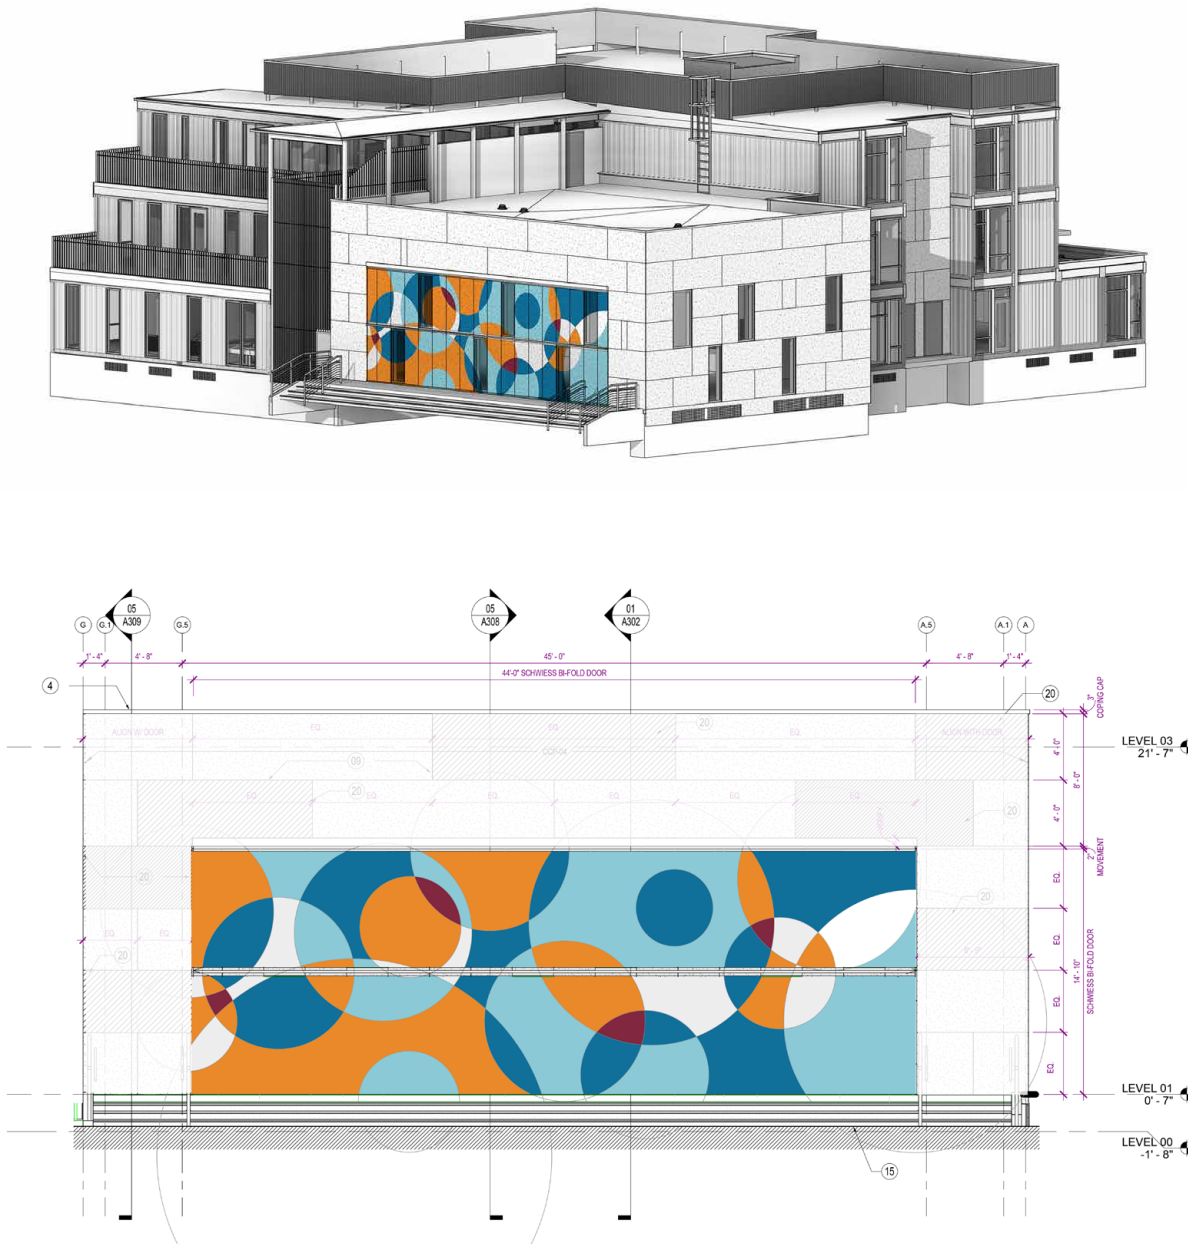 05
A309
05
A308
01
A302
G
G.1
G.5
A.5
A.1
A
1' - 4"
4' - 8"
45' - 0"
4' - 8"
1' - 4"
44'-0" SCHWIESS BI-FOLD DOOR
4
20
3"
COPING CAP
ALIGN W/ DOOR
EQ.
EQ.
20
EQ.
ALIGN WITH DOOR
LEVEL 03
21' - 7"
4' - 0"
8' - 0"
09
20
EQ.
EQ.
EQ.
EQ.
EQ.
EQ.
20
4' - 0"
2"
MOVEMENT
20
EQ.
20
EQ.
EQ.
EQ.
20
EQ.
14' - 10"
SCHWIESS BI-FOLD DOOR
EQ.
LEVEL 01
0' - 7"
LEVEL 00
-1' - 8"
15